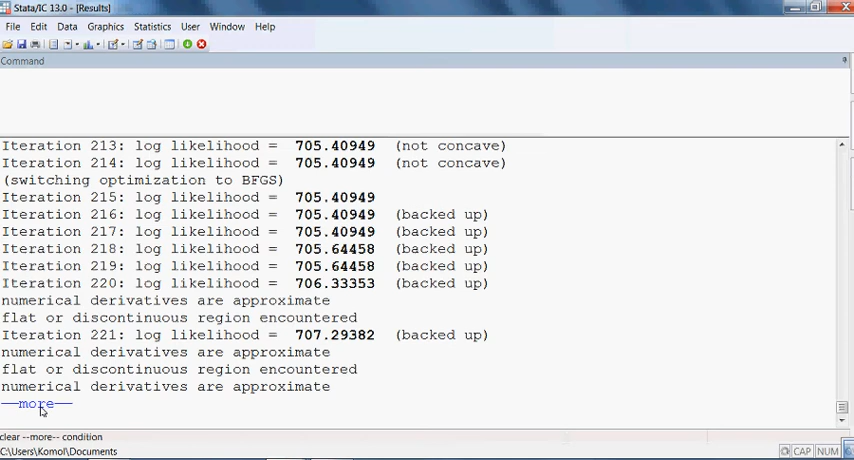 Stata/IC 13.0 - [Results]
File Edit Data Graphics Statistics User Window Help
Command
Iteration 213: log likelihood = 705.40949 (not concave)
Iteration 214: log likelihood = 705.40949 (not concave)
(switching optimization to BFGS)
Iteration 215: log likelihood = 705.40949
Iteration 216: log likelihood = 705.40949 (backed up)
Iteration 217: log likelihood = 705.40949 (backed up)
Iteration 218: log likelihood = 705.64458 (backed up)
Iteration 219: log likelihood = 705.64458 (backed up)
Iteration 220: log likelihood = 706.33353 (backed up)
numerical derivatives are approximate
flat or discontinuous region encountered
Iteration 221: log likelihood = 707.29382 (backed up)
numerical derivatives are approximate
flat or discontinuous region encountered
numerical derivatives are approximate
—more—
clear --more-- condition
C:\Users\Komol\Documents CAP NUM